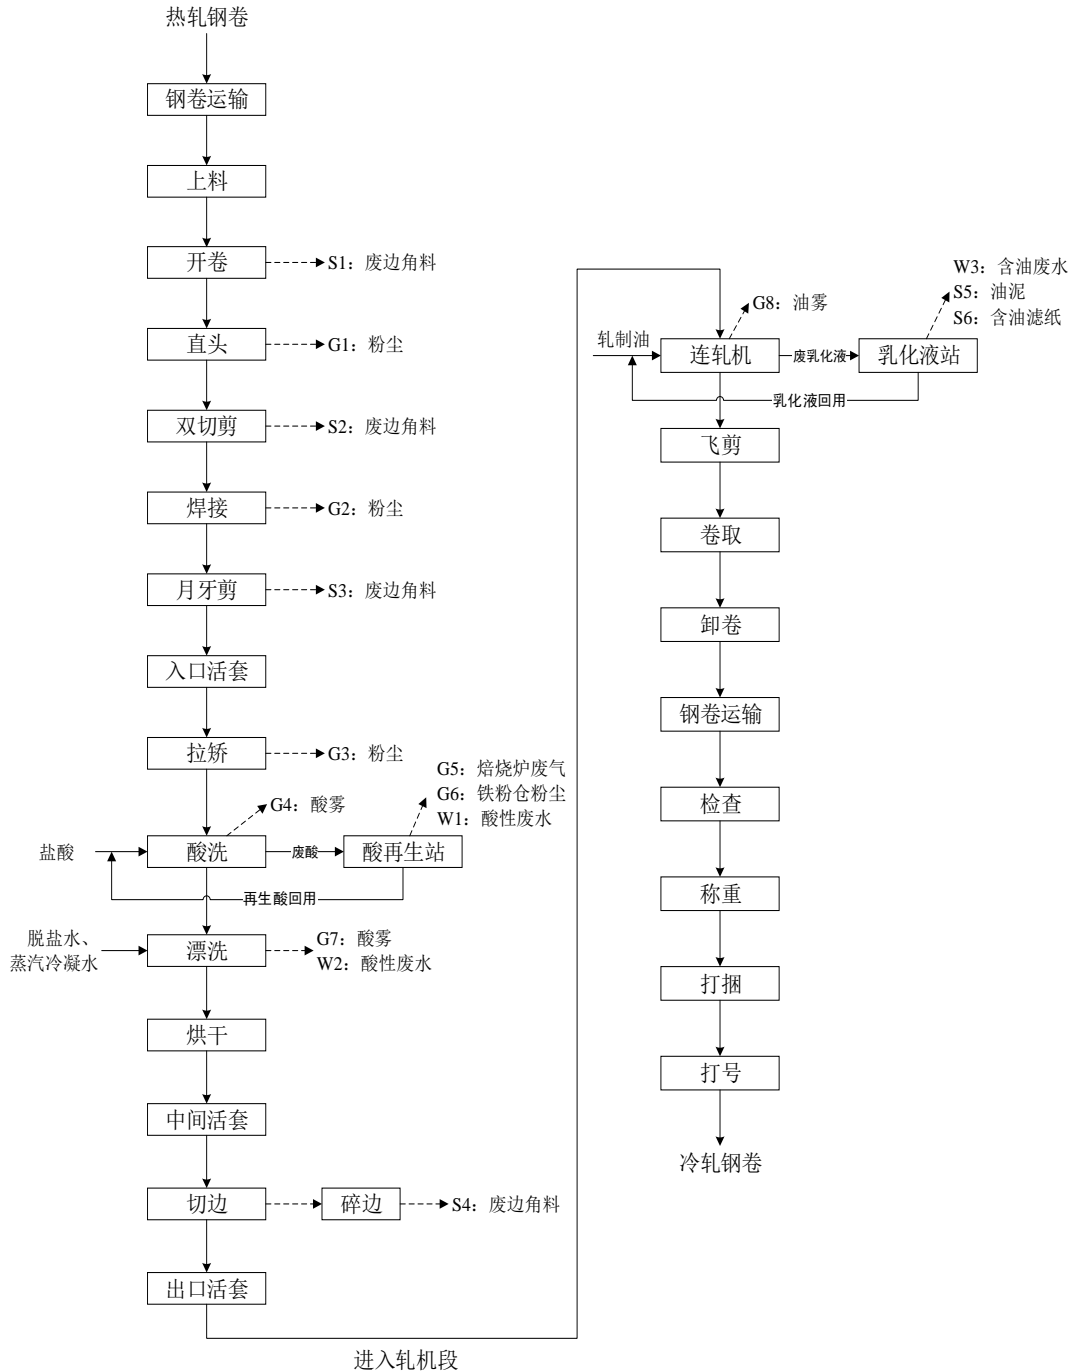 热轧钢卷
钢卷运输
上料
开卷
S1：废边角料
直头
G1：粉尘
双切剪
S2：废边角料
焊接
G2：粉尘
月牙剪
S3：废边角料
入口活套
拉矫
G3：粉尘
G5：焙烧炉废气
G6：铁粉仓粉尘
W1：酸性废水
G4：酸雾
盐酸
酸洗
废酸
酸再生站
再生酸回用
脱盐水、
蒸汽冷凝水
漂洗
G7：酸雾
W2：酸性废水
烘干
中间活套
切边
碎边
S4：废边角料
出口活套
进入轧机段
W3：含油废水
S5：油泥
S6：含油滤纸
G8：油雾
轧制油
连轧机
废乳化液
乳化液站
乳化液回用
飞剪
卷取
卸卷
钢卷运输
检查
称重
打捆
打号
冷轧钢卷